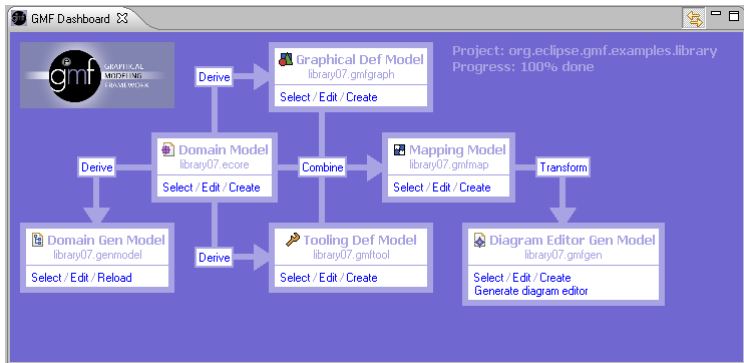 GMF Dashboard
gmf
GRAPHICAL
MODELING
FRAMEWORK
Project: org.eclipse.gmf.examples.library
Progress: 100% done
Derive
Graphical Def Model
library07.gmfgraph
Select / Edit / Create
Derive
Domain Model
library07.ecore
Select / Edit / Create
Combine
Mapping Model
library07.gmfmap
Select / Edit / Create
Transform
Domain Gen Model
library07.genmodel
Select / Edit / Reload
Derive
Tooling Def Model
library07.gmftool
Select / Edit / Create
Diagram Editor Gen Model
library07.gmfgen
Select / Edit / Create
Generate diagram editor